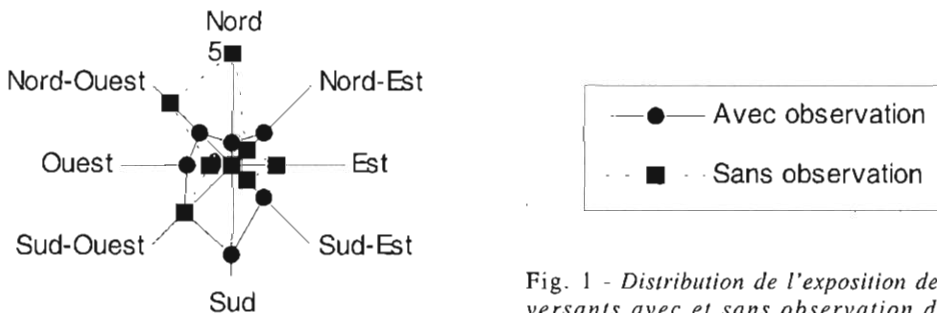 Nord
5
Nord-Ouest
Nord-Est
Ouest
Est
Sud-Ouest
Sud-Est
Sud
Avec observation
Sans observation
Fig. 1 - Distribution de l'exposition de
versants avec et sans observation d